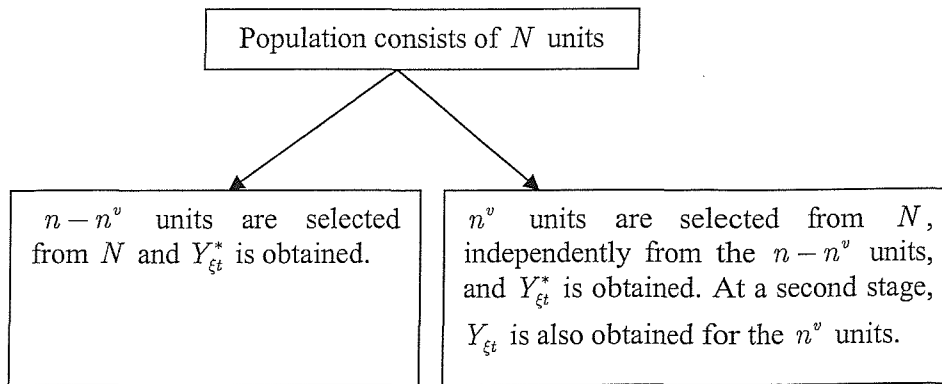 Population consists of N units
n − n^v units are selected
from N and Y*_ξt is obtained.
n^v units are selected from N,
independently from the n − n^v units,
and Y*_ξt is obtained. At a second stage,
Y_ξt is also obtained for the n^v units.